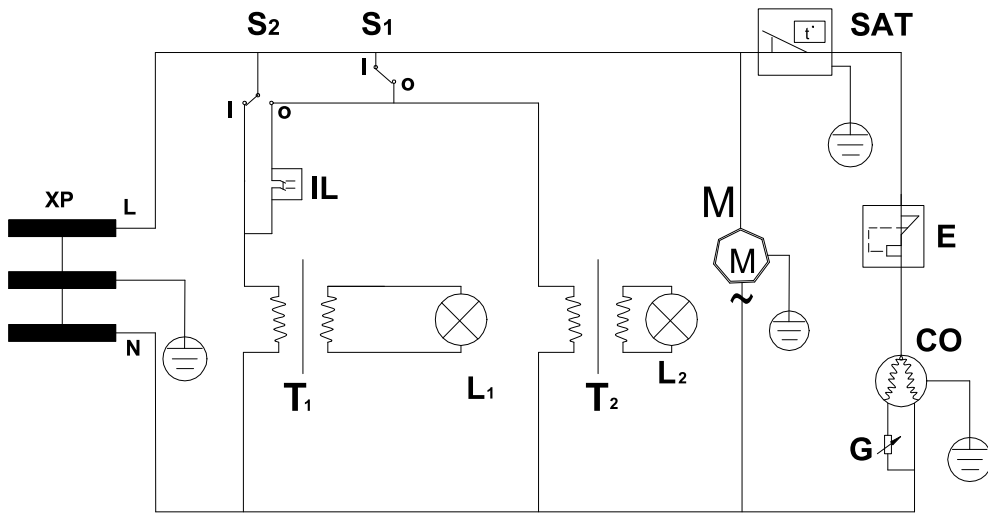 S2 S1 SAT
t°
I o
I o
IL
XP L
M
M
~
E
N
CO
T1 L1 T2 L2
G